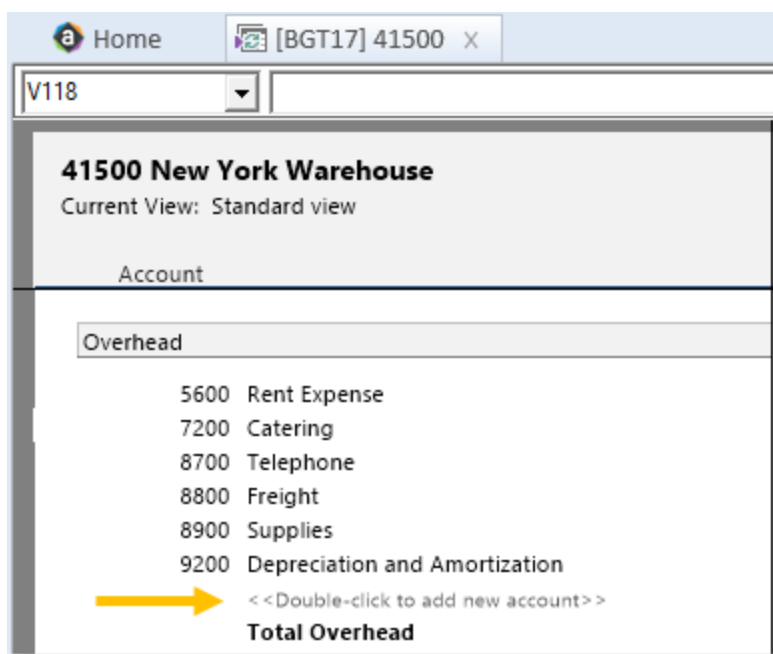 Home [BGT17] 41500 X
V118
41500 New York Warehouse
Current View: Standard view
Account
Overhead
5600 Rent Expense
7200 Catering
8700 Telephone
8800 Freight
8900 Supplies
9200 Depreciation and Amortization
<<Double-click to add new account>>
Total Overhead